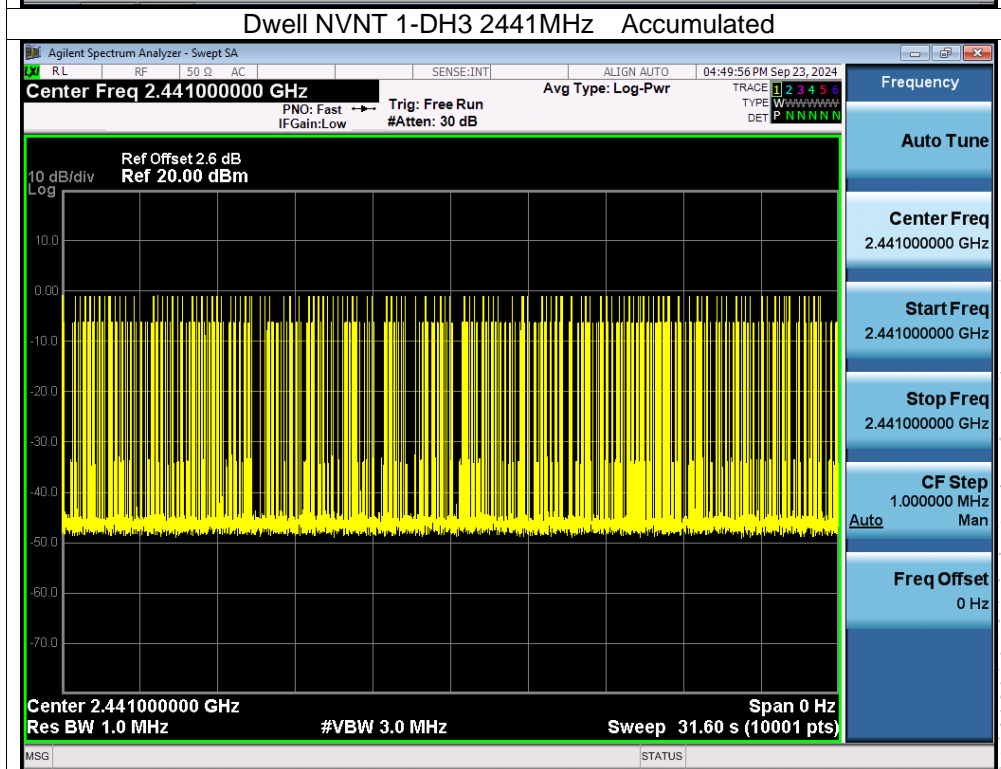 Dwell NVNT 1-DH3 2441MHz Accumulated
Agilent Spectrum Analyzer - Swept SA
LXI RL RF 50 Ω AC SENSE:INT ALIGN AUTO 04:49:56 PM Sep 23, 2024
Center Freq 2.441000000 GHz
PNO: Fast
IFGain:Low
Trig: Free Run
#Atten: 30 dB
Avg Type: Log-Pwr
TRACE 1 2 3 4 5 6
TYPE WWWWWW
DET P N N N N N
Ref Offset 2.6 dB
10 dB/div Ref 20.00 dBm
Log
10.0
0.00
-10.0
-20.0
-30.0
-40.0
-50.0
-60.0
-70.0
Center 2.441000000 GHz Span 0 Hz
Res BW 1.0 MHz #VBW 3.0 MHz Sweep 31.60 s (10001 pts)
MSG STATUS
Frequency
Auto Tune
Center Freq
2.441000000 GHz
Start Freq
2.441000000 GHz
Stop Freq
2.441000000 GHz
CF Step
1.000000 MHz
Auto Man
Freq Offset
0 Hz